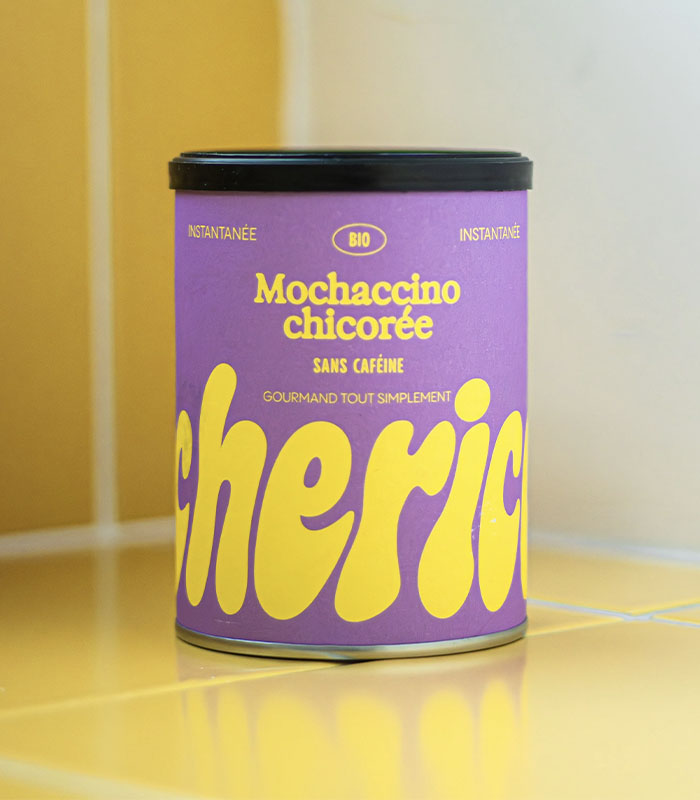 INSTANTANÉE
BIO
INSTANTANÉE
Mochaccino
chicorée
SANS CAFÉINE
GOURMAND TOUT SIMPLEMENT
cheric